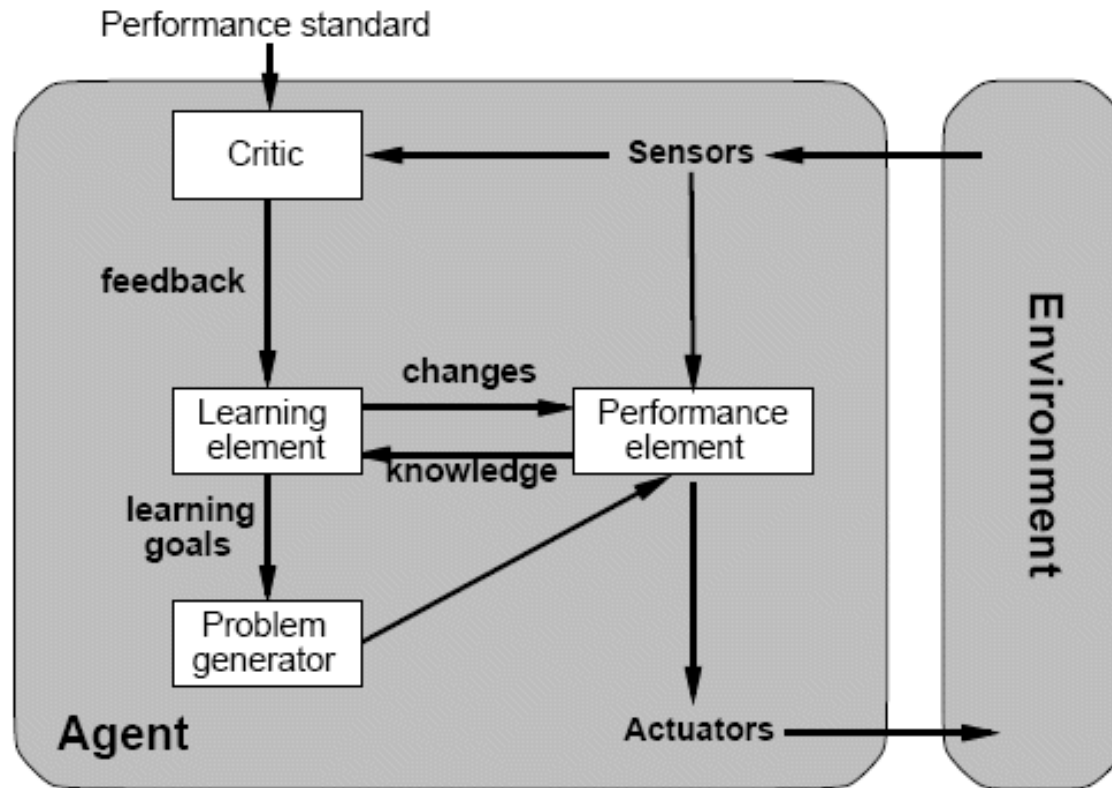 Performance standard
Critic
Sensors
feedback
changes
Learning
element
Performance
element
knowledge
learning
goals
Problem
generator
Agent
Actuators
Environment